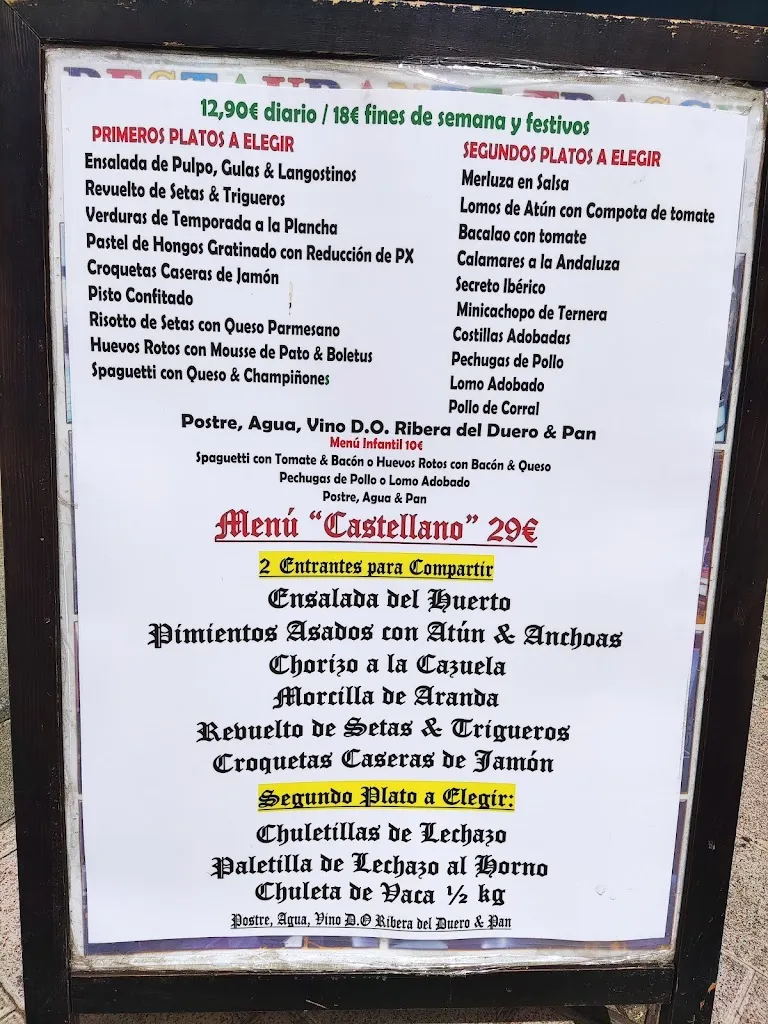 12,90€ diario / 18€ fines de semana y festivos
PRIMEROS PLATOS A ELEGIR
Ensalada de Pulpo, Gulas & Langostinos
Revuelto de Setas & Trigueros
Verduras de Temporada a la Plancha
Pastel de Hongos Gratinado con Reducción de PX
Croquetas Caseras de Jamón
Pisto Confitado
Risotto de Setas con Queso Parmesano
Huevos Rotos con Mousse de Pato & Boletus
Spaguetti con Queso & Champiñones
SEGUNDOS PLATOS A ELEGIR
Merluza en Salsa
Lomos de Atún con Compota de tomate
Bacalao con tomate
Calamares a la Andaluza
Secreto Ibérico
Minicachopo de Ternera
Costillas Adobadas
Pechugas de Pollo
Lomo Adobado
Pollo de Corral
Postre, Agua, Vino D.O. Ribera del Duero & Pan
Menú Infantil 10€
Spaguetti con Tomate & Bacón o Huevos Rotos con Bacón & Queso
Pechugas de Pollo o Lomo Adobado
Postre, Agua & Pan
Menú “Castellano” 29€
2 Entrantes para Compartir
Ensalada del Huerto
Pimientos Asados con Atún & Anchoas
Chorizo a la Cazuela
Morcilla de Aranda
Revuelto de Setas & Trigueros
Croquetas Caseras de Jamón
Segundo Plato a Elegir:
Chuletillas de Lechazo
Paletilla de Lechazo al Horno
Chuleta de Vaca ½ kg
Postre, Agua, Vino D.O Ribera del Duero & Pan